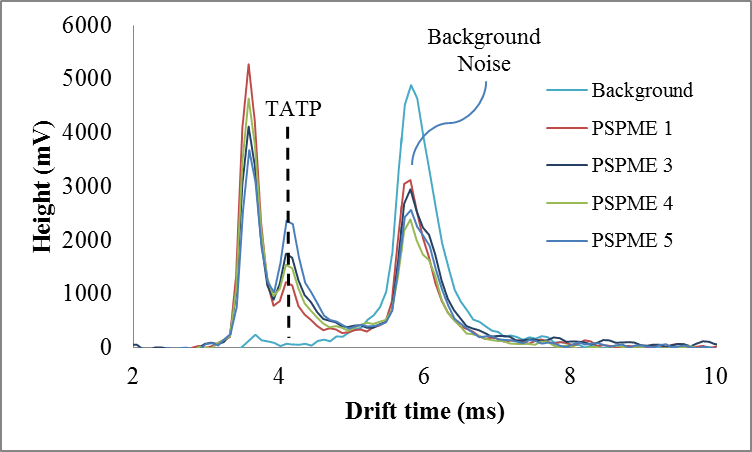 6000
5000
4000
3000
2000
1000
0
Height (mV)
2
4
6
8
10
Drift time (ms)
TATP
Background
Noise
Background
PSPME 1
PSPME 3
PSPME 4
PSPME 5